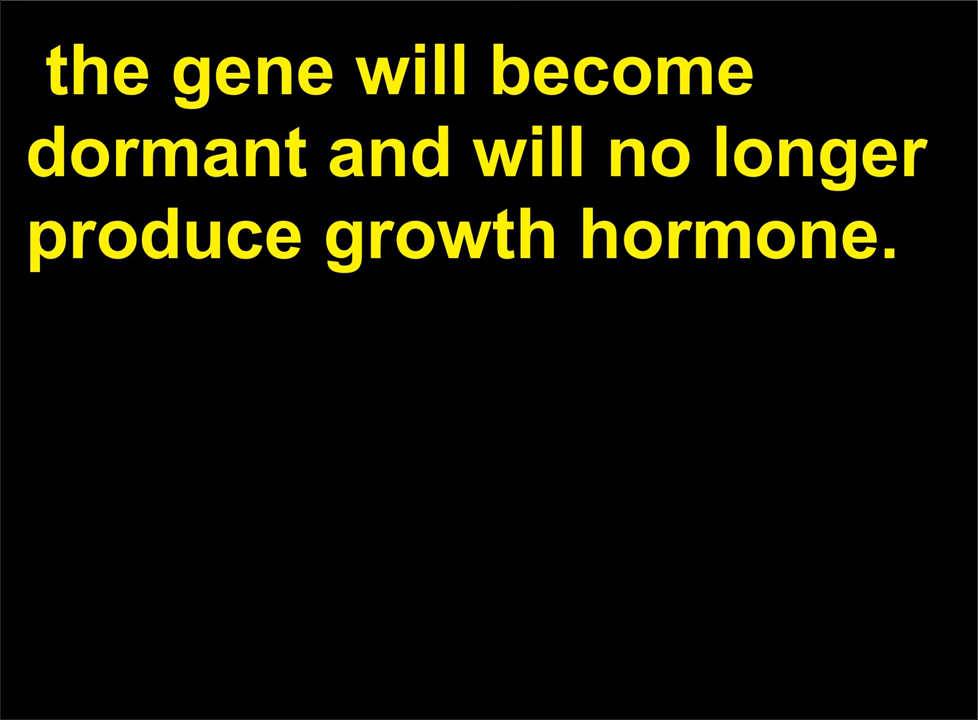 the gene will become
dormant and will no longer
produce growth hormone.